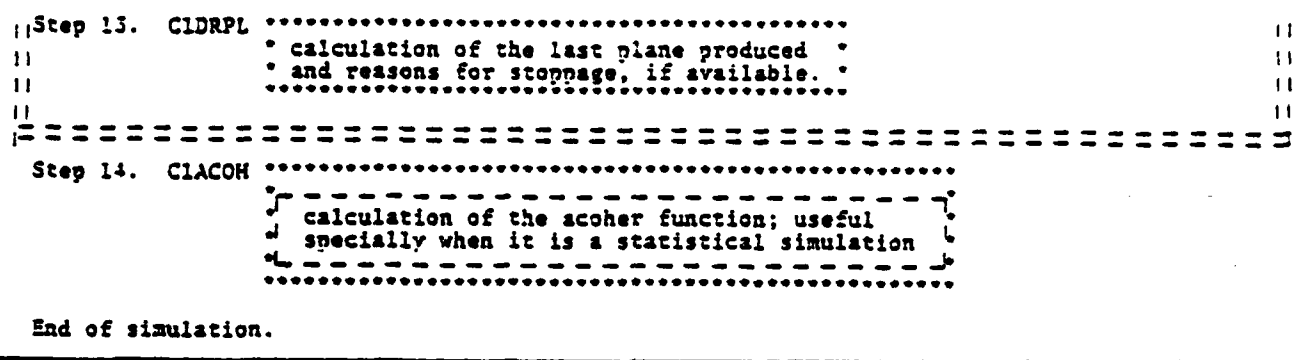 Step 13. C1DRPL ******************************************
* calculation of the last plane produced *
* and reasons for stoppage, if available. *
******************************************
Step 14. C1ACOH **************************************************
calculation of the acoher function; useful
specially when it is a statistical simulation
**************************************************
End of simulation.